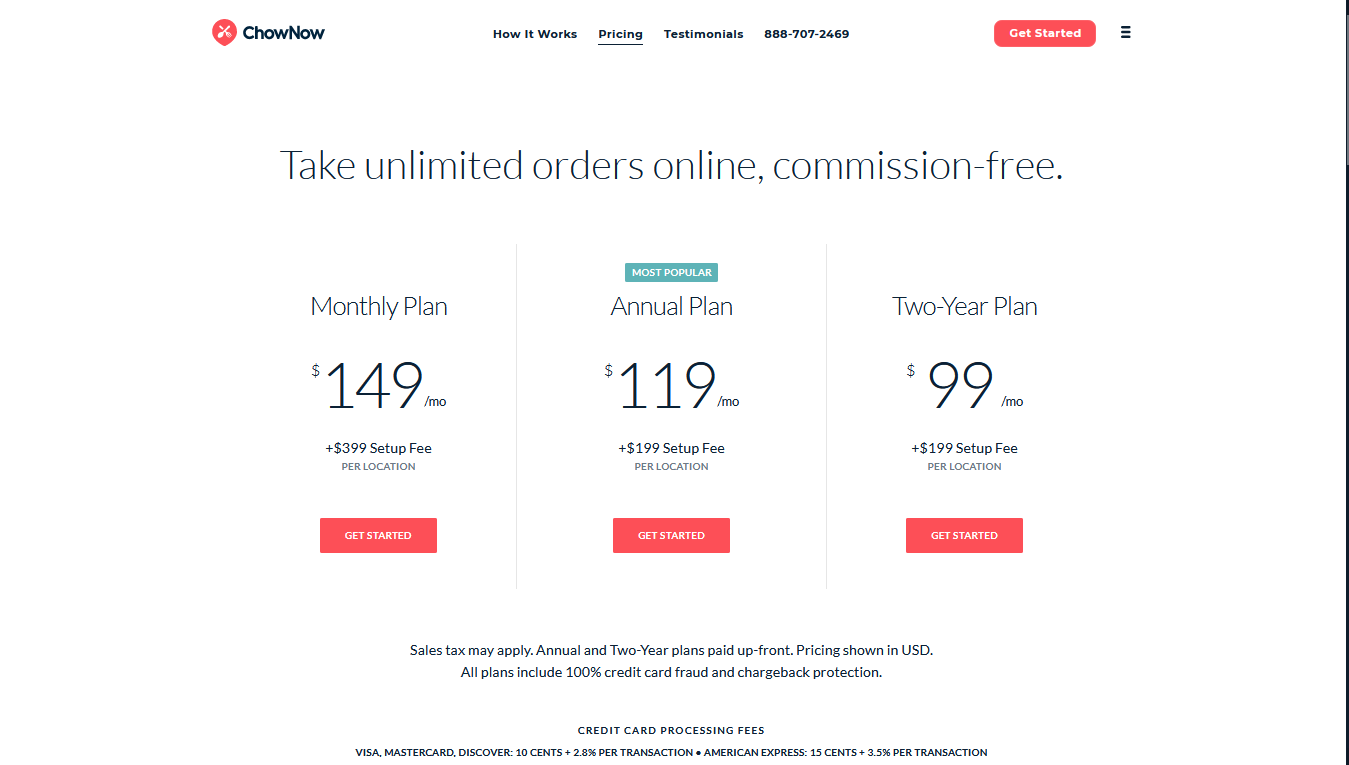 ChowNow
How It Works Pricing Testimonials 888-707-2469
Get Started
Take unlimited orders online, commission-free.
Monthly Plan
$ 149 /mo
+$399 Setup Fee
PER LOCATION
GET STARTED
MOST POPULAR
Annual Plan
$ 119 /mo
+$199 Setup Fee
PER LOCATION
GET STARTED
Two-Year Plan
$ 99 /mo
+$199 Setup Fee
PER LOCATION
GET STARTED
Sales tax may apply. Annual and Two-Year plans paid up-front. Pricing shown in USD.
All plans include 100% credit card fraud and chargeback protection.
CREDIT CARD PROCESSING FEES
VISA, MASTERCARD, DISCOVER: 10 CENTS + 2.8% PER TRANSACTION • AMERICAN EXPRESS: 15 CENTS + 3.5% PER TRANSACTION